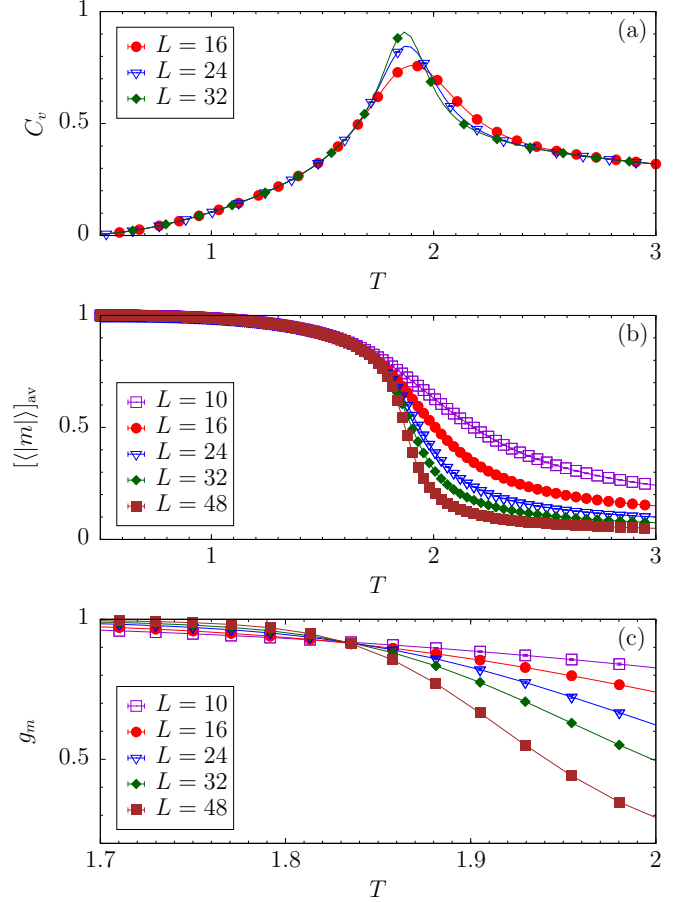 (a)
L = 16
L = 24
L = 32
C_v
1
0.5
0
1 2 3
T
(b)
L = 10
L = 16
L = 24
L = 32
L = 48
[⟨|m|⟩]_av
1
0.5
0
1 2 3
T
(c)
L = 10
L = 16
L = 24
L = 32
L = 48
g_m
1
0.5
1.7 1.8 1.9 2
T